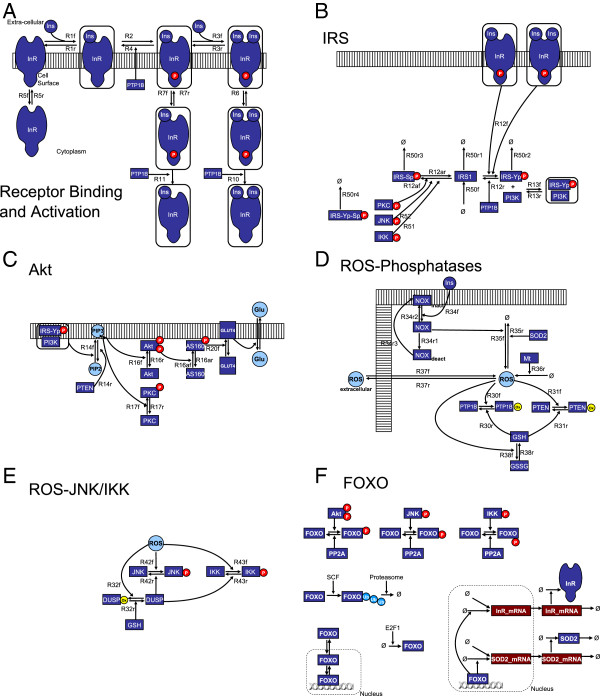 A
Extra-cellular
Ins
R1f
R1r
Ins
R2
R4
Ins
Ins
R3f
R3r
Ins
Ins
InR
InR
InR
InR
P
P
Cell
Surface
PTP1B
R5f
R5r
R7f
R7r
R6
Ins
Ins
Ins
InR
InR
InR
P
P
Cytoplasm
PTP1B
R11
PTP1B
R10
Ins
Ins
Ins
InR
InR
Receptor Binding
and Activation
B
IRS
Ins
Ins
Ins
InR
InR
P
P
R12f
Ø
Ø
Ø
R50r3
R50r1
R50r2
Ø
IRS-Sp
P
R12ar
R12af
IRS1
IRS-Yp
P
R50r4
PKC
P
R50f
R12r
+
R13f
R13r
IRS-Yp
P
PI3K
PI3K
IRS-Yp-Sp
P
JNK
P
R52
R51
Ø
PTP1B
IKK
P
C
Akt
IRS-Yp
P
PI3K
R14f
PIP3
PIP2
PTEN
R14r
Akt
P
P
R16f
R16r
Akt
AS160
P
R16af
R16ar
AS160
R20f
GLUT4
GLUT4
Glu
Glu
PKC
P
R17f
R17r
PKC
D
ROS-Phosphatases
Ins
NOX
R34r2
R34f
NOX
R34r3
R34r1
NOX
deact
Ø
R35r
R35f
SOD2
Mt
R36r
Ø
ROS
extracellular
R37f
R37r
ROS
R30f
R31f
PTP1B
PTP1B
Ox
PTEN
PTEN
Ox
R30r
R31r
GSH
R38f
R38r
GSSG
E
ROS-JNK/IKK
ROS
R42f
R43f
JNK
JNK
P
IKK
IKK
P
R32f
R42r
R43r
DUSP
Ox
DUSP
R32r
GSH
F
FOXO
Akt
P
P
JNK
P
IKK
P
FOXO
FOXO
P
FOXO
FOXO
P
FOXO
FOXO
P
PP2A
PP2A
PP2A
SCF
Proteasome
FOXO
FOXO
Ø
E2F1
Ø
FOXO
FOXO
FOXO
FOXO
Nucleus
InR
Ø
Ø
Ø
InR_mRNA
InR_mRNA
Ø
Ø
SOD2
Ø
Ø
Ø
SOD2_mRNA
SOD2_mRNA
Ø
FOXO
Nucleus